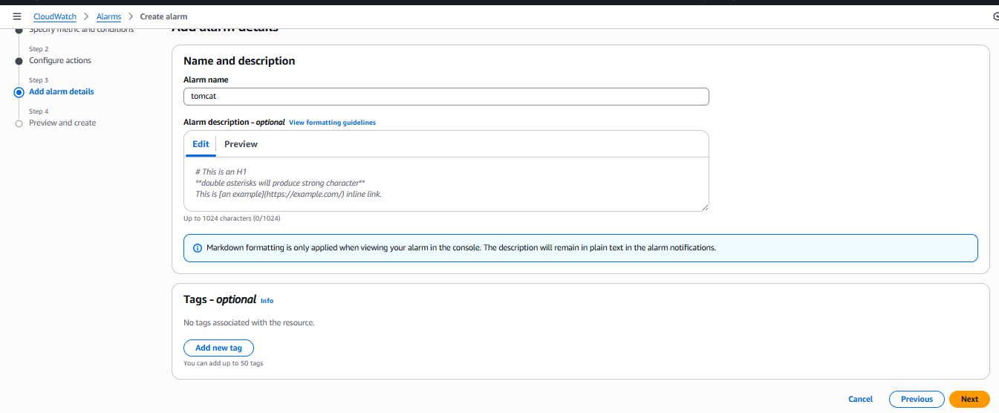 CloudWatch > Alarms > Create alarm
Specify metric and conditions
Add alarm details
Step 2
Configure actions
Step 3
Add alarm details
Step 4
Preview and create
Name and description
Alarm name
tomcat
Alarm description - optional View formatting guidelines
Edit Preview
# This is an H1
**double asterisks will produce strong character**
This is [an example](https://example.com/) inline link.
Up to 1024 characters (0/1024)
Markdown formatting is only applied when viewing your alarm in the console. The description will remain in plain text in the alarm notifications.
Tags - optional Info
No tags associated with the resource.
Add new tag
You can add up to 50 tags
Cancel Previous Next